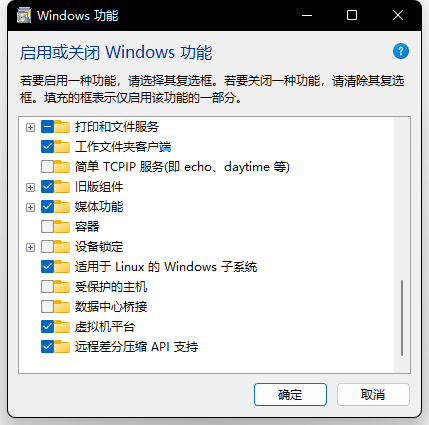 Windows 功能
启用或关闭 Windows 功能
若要启用一种功能，请选择其复选框。若要关闭一种功能，请清除其复选
框。填充的框表示仅启用该功能的一部分。
打印和文件服务
工作文件夹客户端
简单 TCPIP 服务(即 echo、daytime 等)
旧版组件
媒体功能
容器
设备锁定
适用于 Linux 的 Windows 子系统
受保护的主机
数据中心桥接
虚拟机平台
远程差分压缩 API 支持
确定
取消